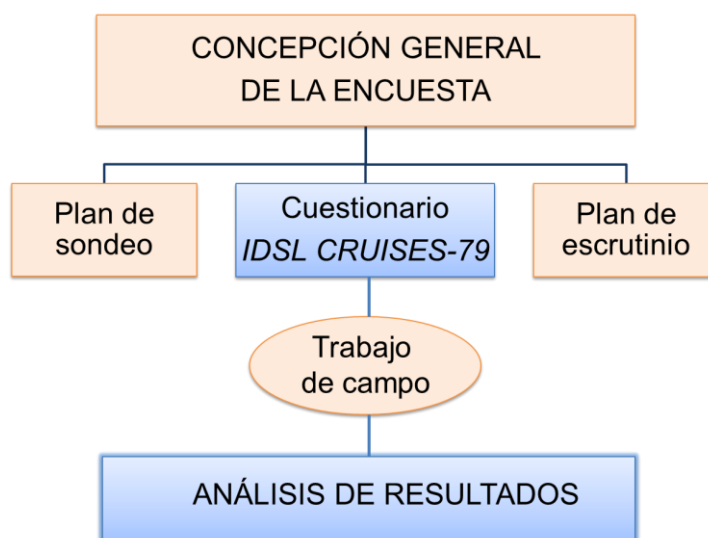 CONCEPCIÓN GENERAL
DE LA ENCUESTA
Plan de
sondeo
Cuestionario
IDSL CRUISES-79
Plan de
escrutinio
Trabajo
de campo
ANÁLISIS DE RESULTADOS